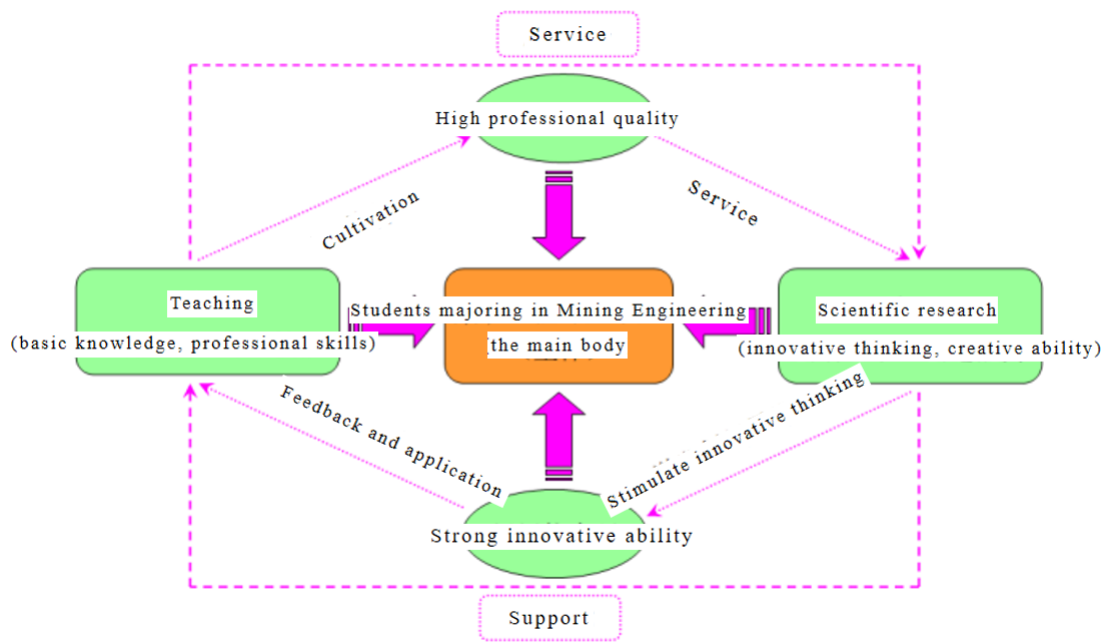 Service
High professional quality
Cultivation
Service
Teaching
(basic knowledge, professional skills)
Students majoring in Mining Engineering
(the main body
Scientific research
(innovative thinking, creative ability)
Feedback and application
Stimulate innovative thinking
Strong innovative ability
Support